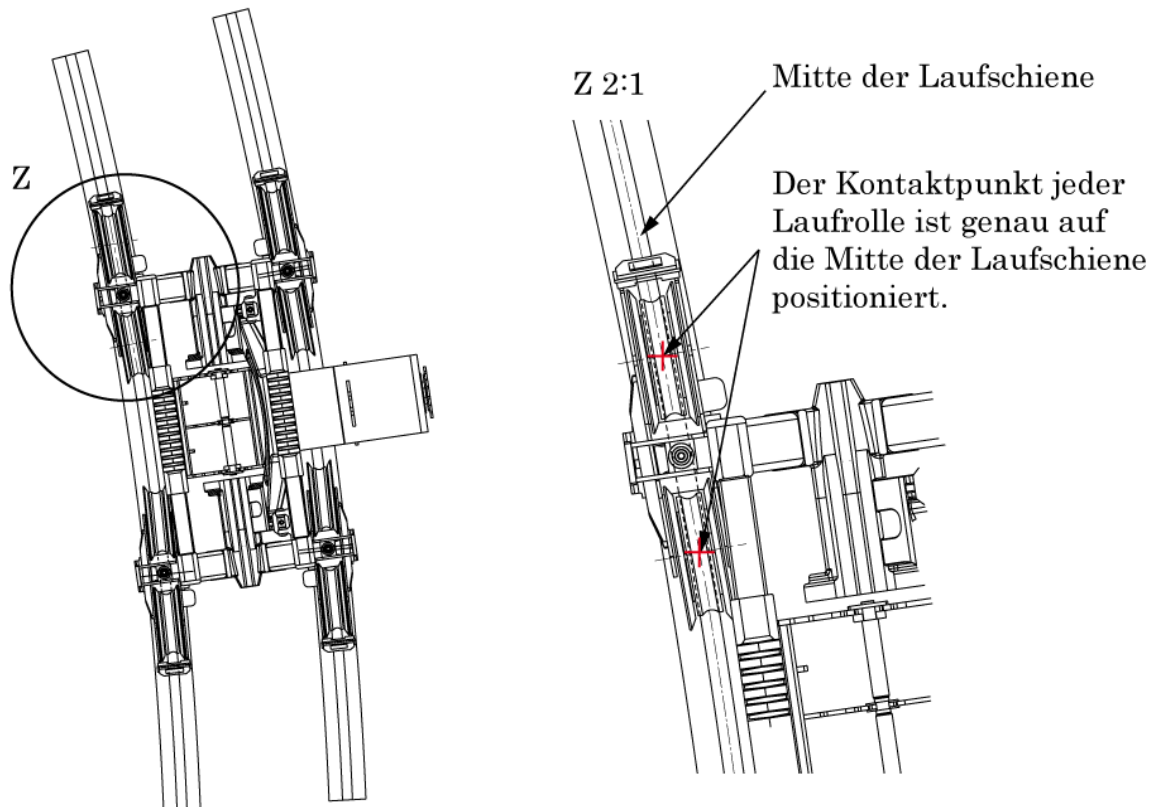 Z
Z 2:1
Mitte der Laufschiene
Der Kontaktpunkt jeder
Laufrolle ist genau auf
die Mitte der Laufschiene
positioniert.